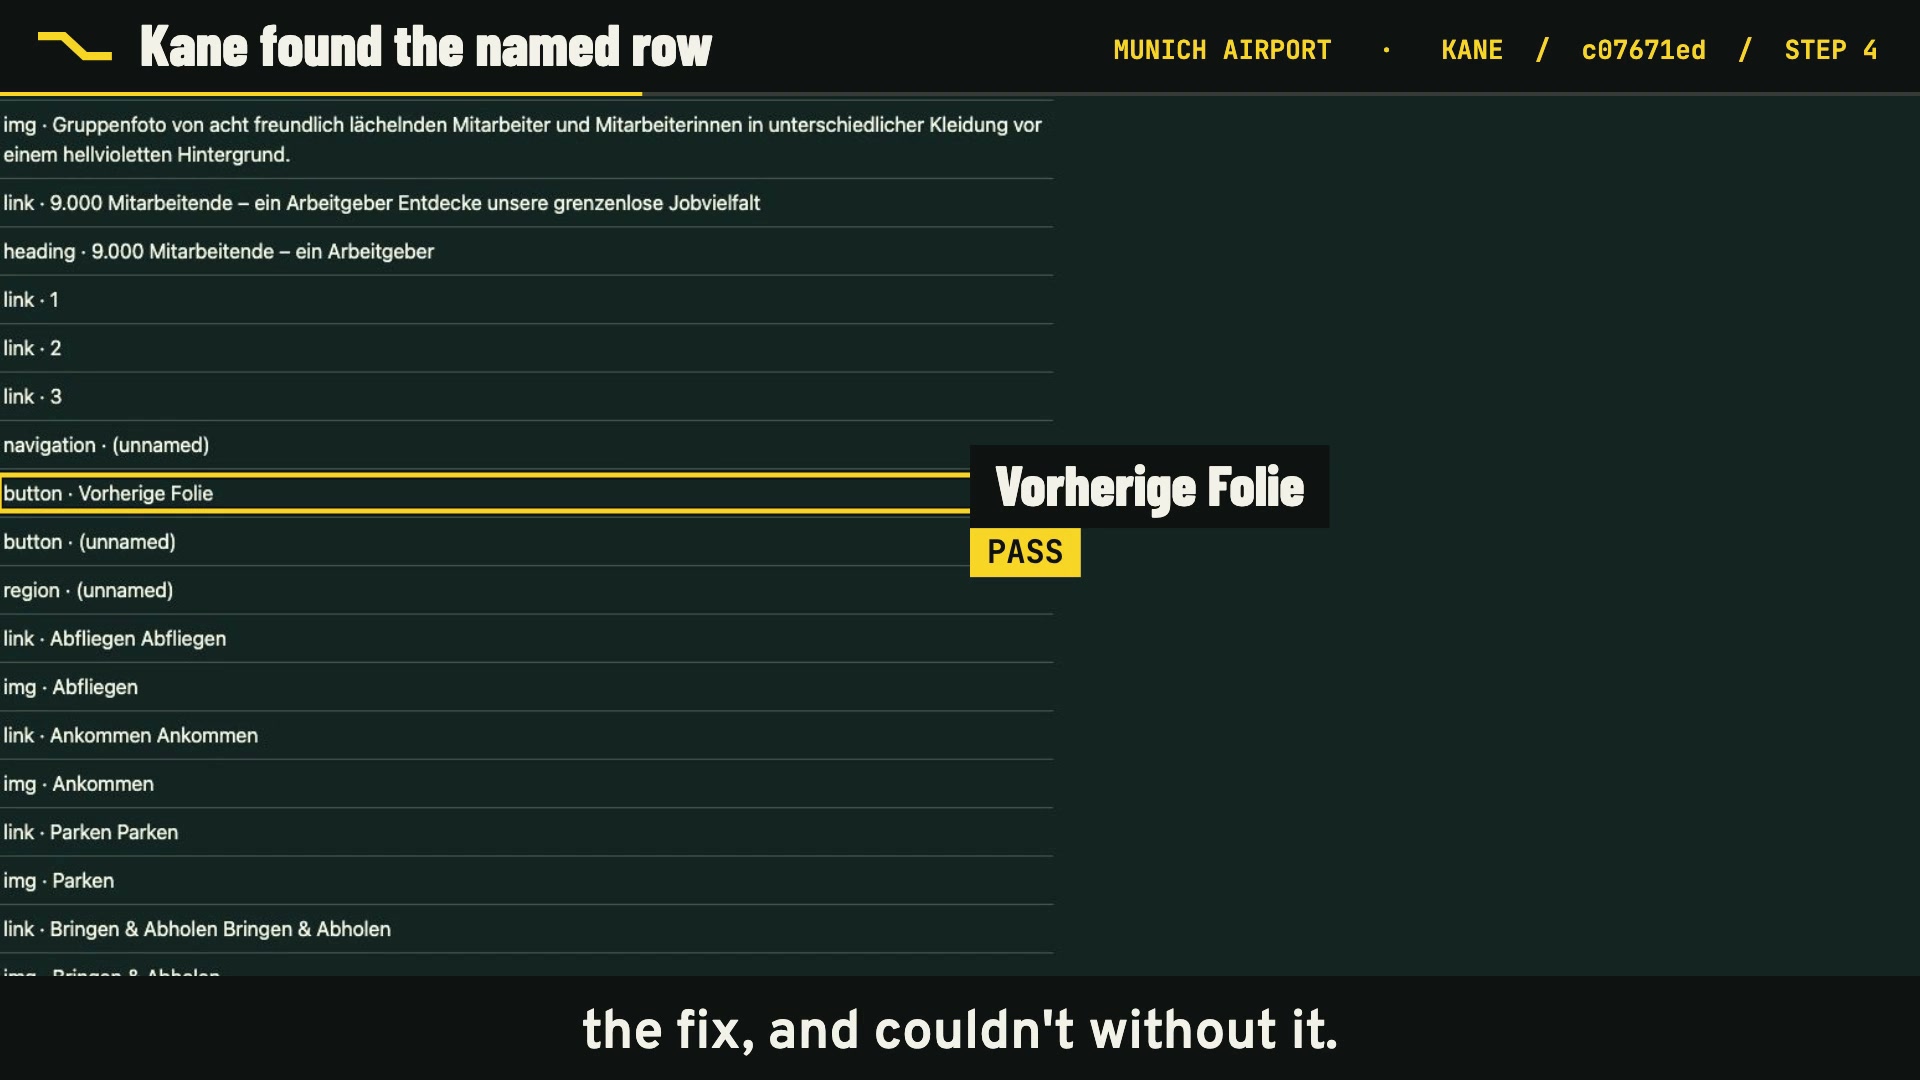 Kane found the named row
MUNICH AIRPORT · KANE / c07671ed / STEP 4
img · Gruppenfoto von acht freundlich lächelnden Mitarbeiter und Mitarbeiterinnen in unterschiedlicher Kleidung vor
einem hellvioletten Hintergrund.
link · 9.000 Mitarbeitende – ein Arbeitgeber Entdecke unsere grenzenlose Jobvielfalt
heading · 9.000 Mitarbeitende – ein Arbeitgeber
link · 1
link · 2
link · 3
navigation · (unnamed)
button · Vorherige Folie
Vorherige Folie
PASS
button · (unnamed)
region · (unnamed)
link · Abfliegen Abfliegen
img · Abfliegen
link · Ankommen Ankommen
img · Ankommen
link · Parken Parken
img · Parken
link · Bringen & Abholen Bringen & Abholen
img · Bringen & Abholen
the fix, and couldn't without it.